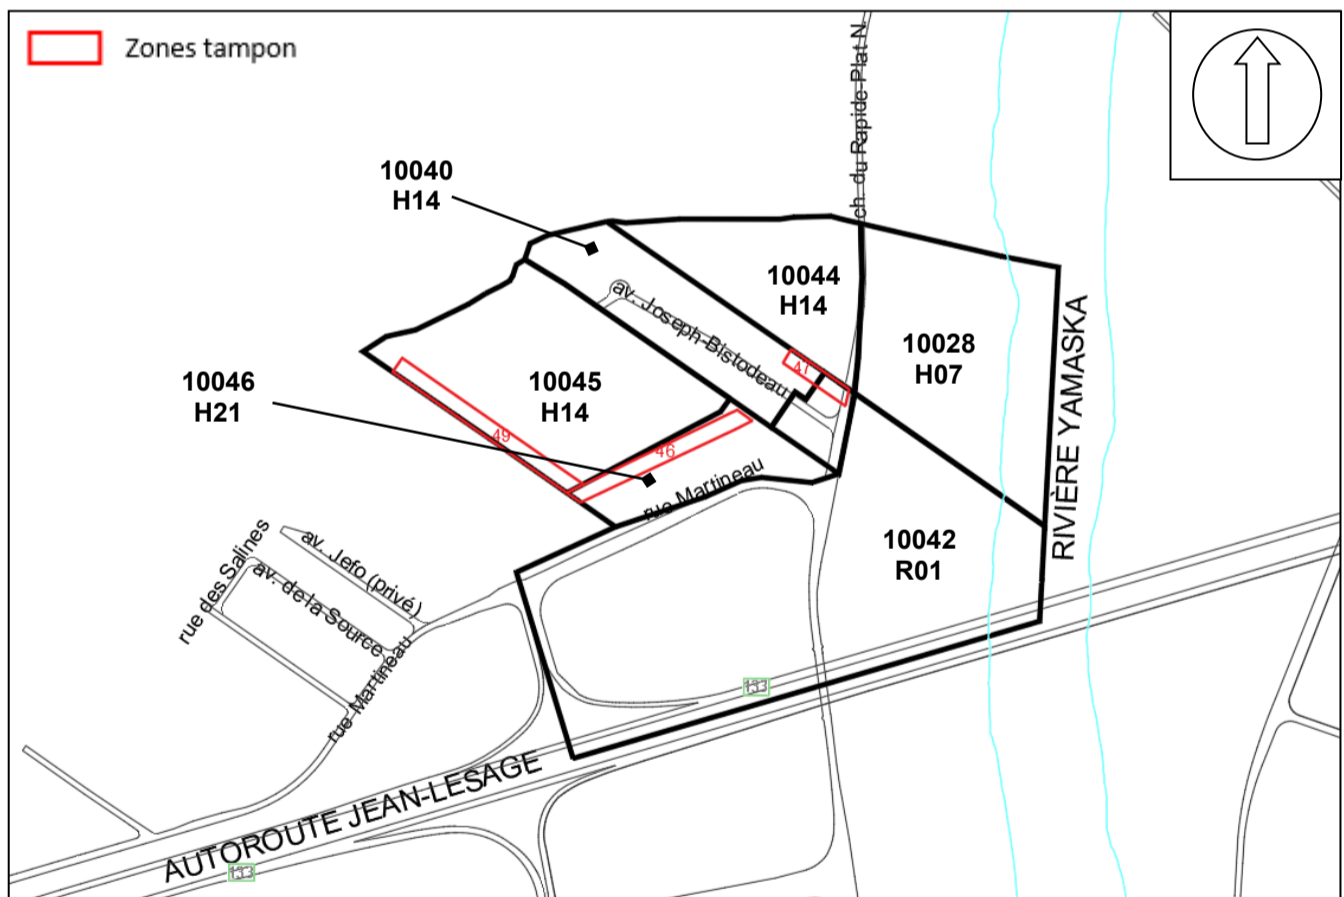 Zones tampon
ch. du Rapide-Plat N.
10040
H14
10044
H14
av. Joseph-Bistodeau
10028
H07
RIVIÈRE YAMASKA
47
10046
H21
10045
H14
49
46
rue Martineau
10042
R01
rue des Salines
av. Jefo (privé)
av. de la Source
rue Martineau
133
AUTOROUTE JEAN-LESAGE
133